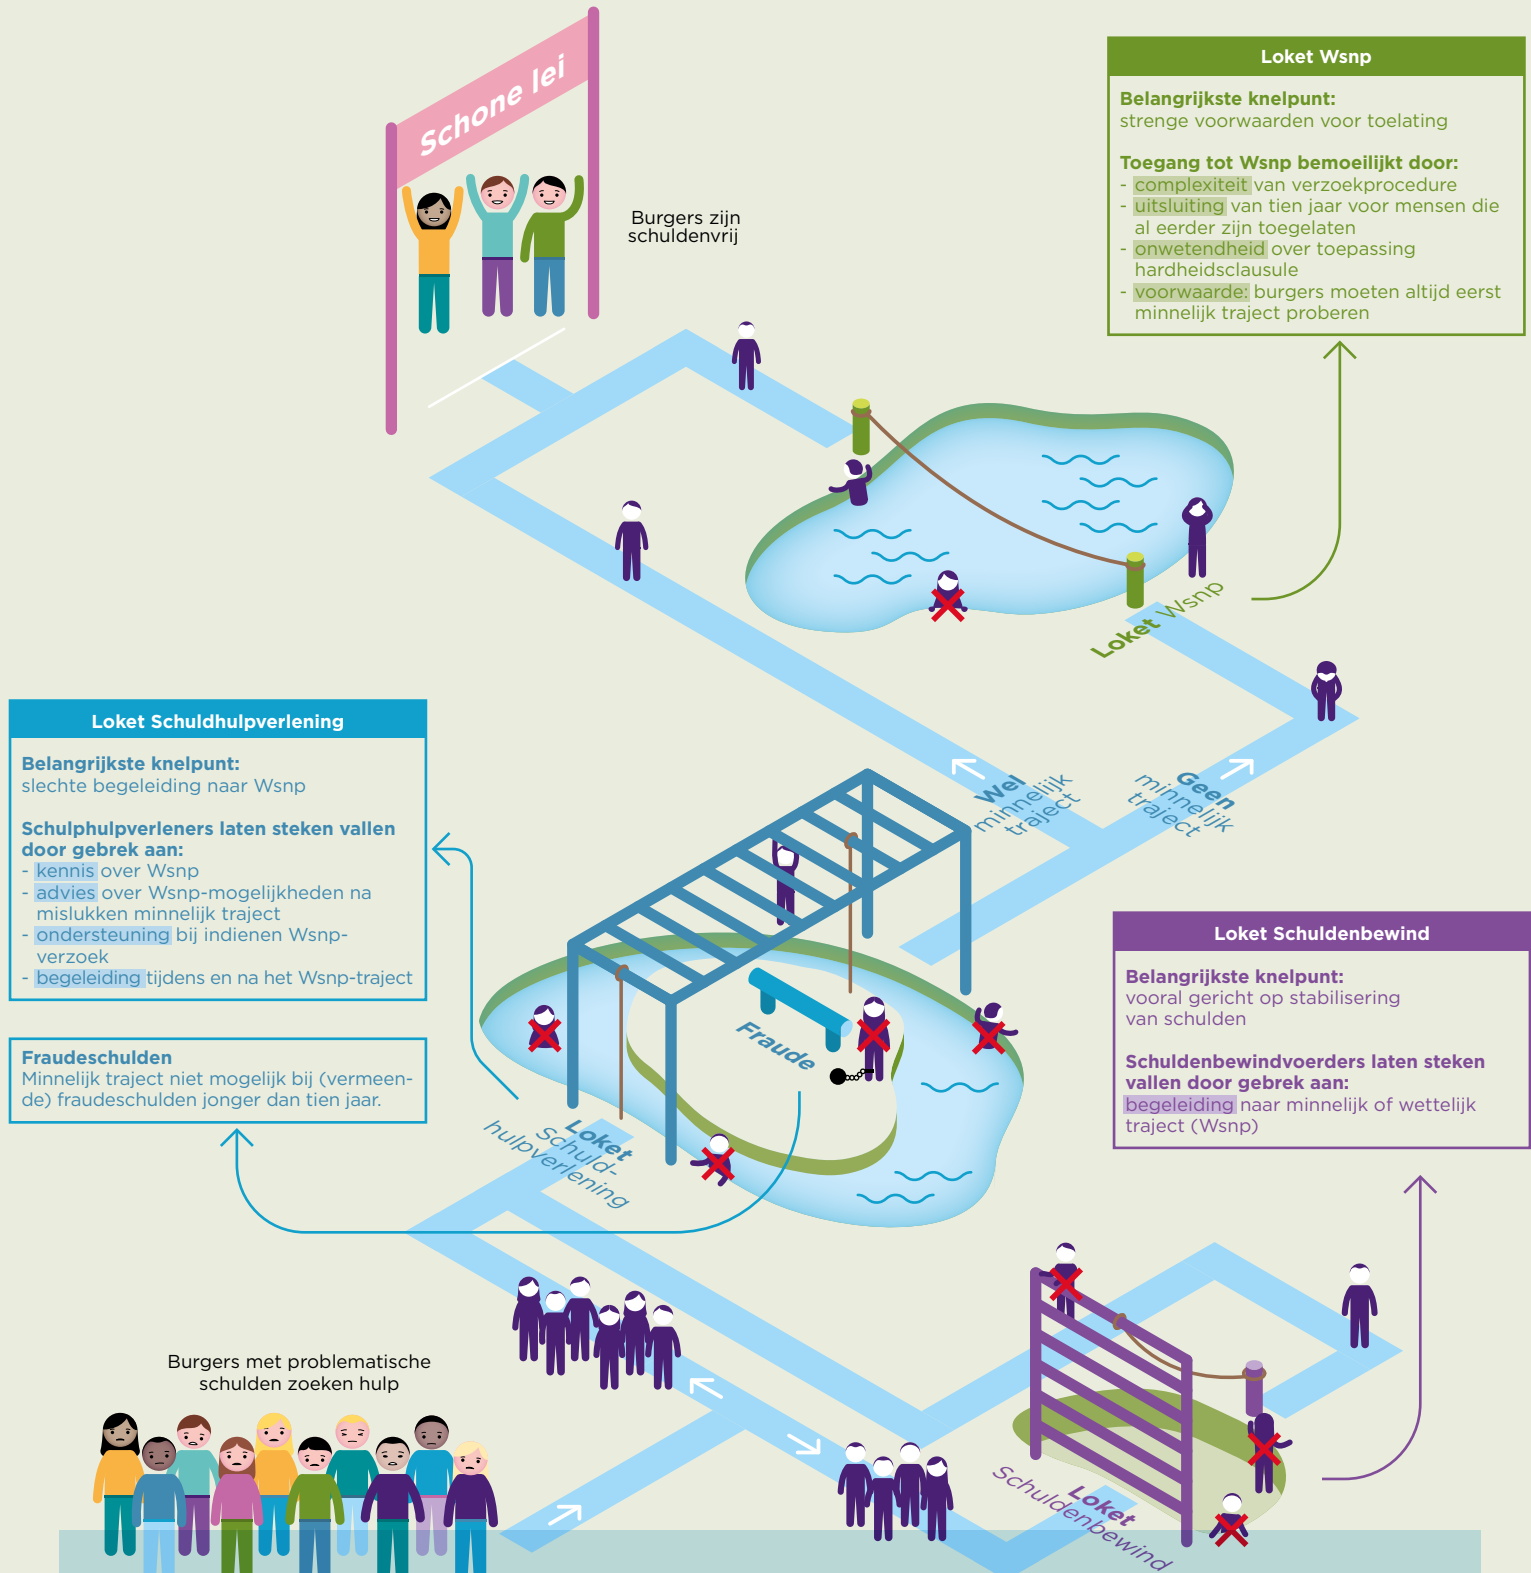 Schone lei
Burgers zijn
schuldenvrij
Loket Wsnp
Belangrijkste knelpunt:
strenge voorwaarden voor toelating
Toegang tot Wsnp bemoeilijkt door:
- complexiteit van verzoekprocedure
- uitsluiting van tien jaar voor mensen die
al eerder zijn toegelaten
- onwetendheid over toepassing
hardheidsclausule
- voorwaarde: burgers moeten altijd eerst
minnelijk traject proberen
Loket Wsnp
Loket Schuldhulpverlening
Belangrijkste knelpunt:
slechte begeleiding naar Wsnp
Schulphulpverleners laten steken vallen
door gebrek aan:
- kennis over Wsnp
- advies over Wsnp-mogelijkheden na
mislukken minnelijk traject
- ondersteuning bij indienen Wsnp-
verzoek
- begeleiding tijdens en na het Wsnp-traject
Wel
minnelijk
traject
Geen
minnelijk
traject
Fraudeschulden
Minnelijk traject niet mogelijk bij (vermeen-
de) fraudeschulden jonger dan tien jaar.
Fraude
Loket
Schuld-
hulpverlening
Loket Schuldenbewind
Belangrijkste knelpunt:
vooral gericht op stabilisering
van schulden
Schuldenbewindvoerders laten steken
vallen door gebrek aan:
begeleiding naar minnelijk of wettelijk
traject (Wsnp)
Burgers met problematische
schulden zoeken hulp
Loket
Schuldenbewind